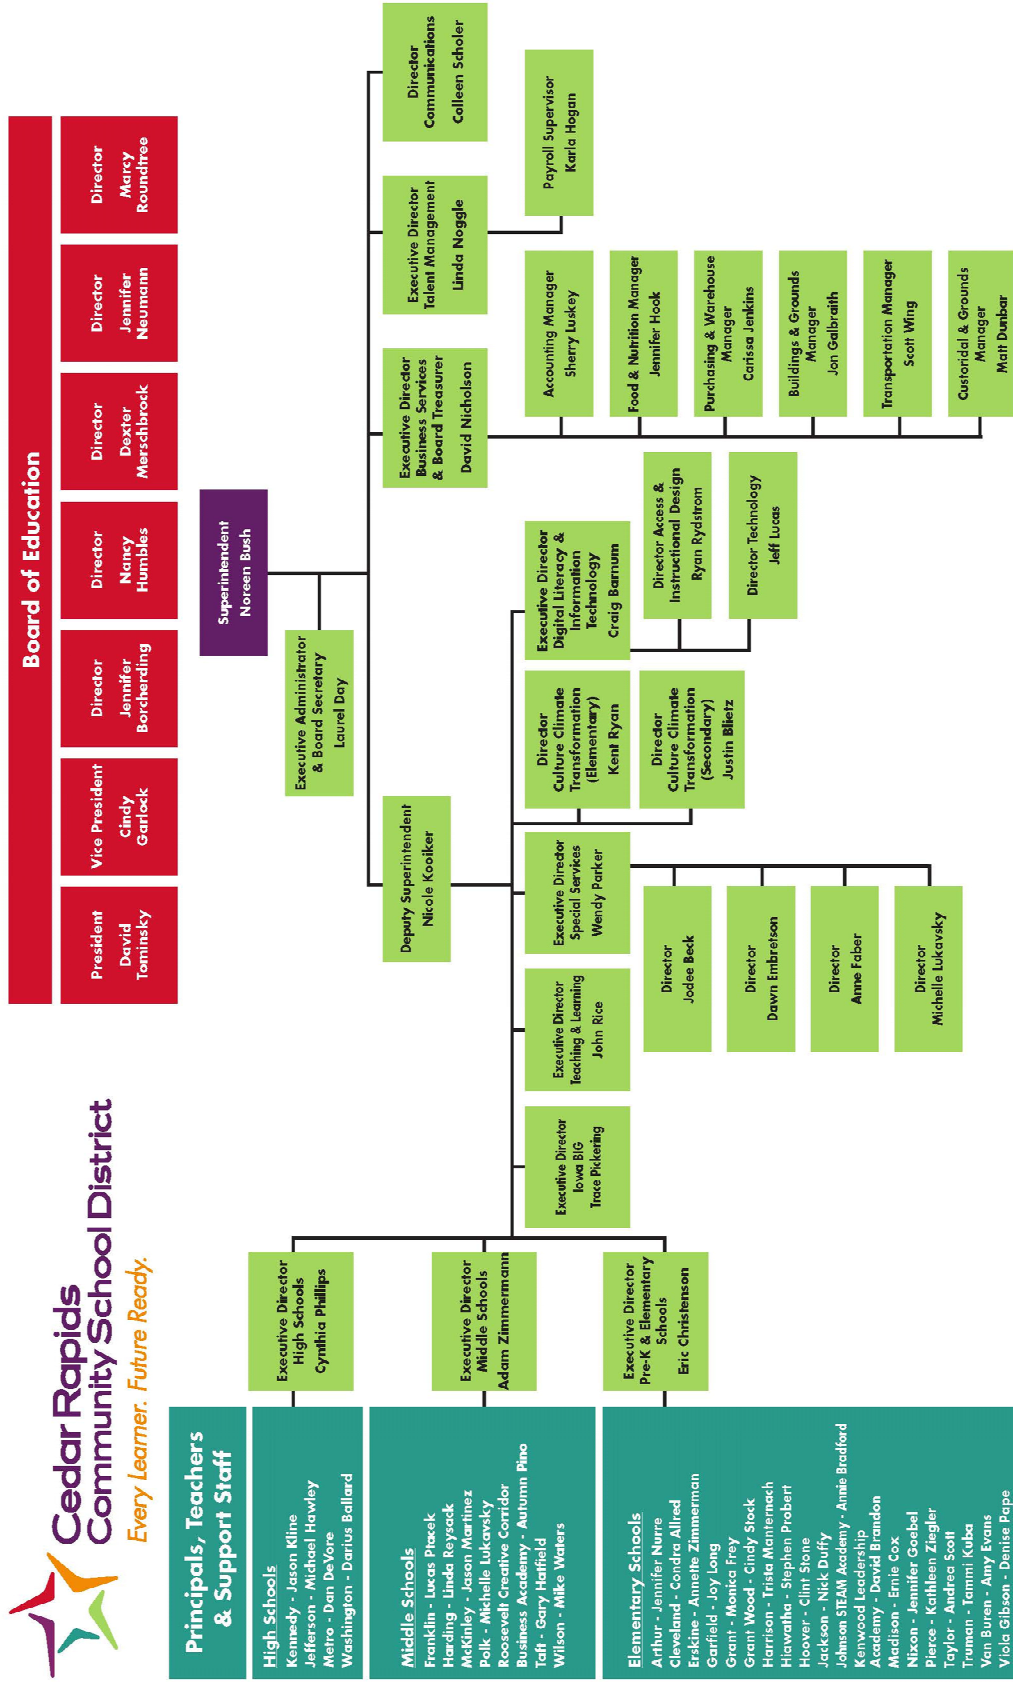 Cedar Rapids
Community School District
Every Learner. Future Ready.
Board of Education
President
David
Tominsky
Vice President
Cindy
Garlock
Director
Jennifer
Borcherding
Director
Nancy
Humbles
Director
Dexter
Merschbrock
Director
Jennifer
Neumann
Director
Marcy
Roundtree
Superintendent
Noreen Bush
Executive Administrator
& Board Secretary
Laurel Day
Deputy Superintendent
Nicole Kooiker
Executive Director
Business Services
& Board Treasurer
David Nicholson
Executive Director
Talent Management
Linda Noggle
Director
Communications
Colleen Scholer
Payroll Supervisor
Karla Hogan
Accounting Manager
Sherry Luskey
Food & Nutrition Manager
Jennifer Hook
Purchasing & Warehouse
Manager
Carissa Jenkins
Buildings & Grounds
Manager
Jon Galbraith
Transportation Manager
Scott Wing
Custoridal & Grounds
Manager
Matt Dunbar
Executive Director
High Schools
Cynthia Phillips
Executive Director
Middle Schools
Adam Zimmermann
Executive Director
Pre-K & Elementary
Schools
Eric Christenson
Executive Director
Iowa BIG
Trace Pickering
Executive Director
Teaching & Learning
John Rice
Executive Director
Special Services
Wendy Parker
Director
Culture Climate
Transformation
(Elementary)
Kent Ryan
Director
Culture Climate
Transformation
(Secondary)
Justin Blietz
Executive Director
Digital Literacy &
Information
Technology
Craig Barnum
Director Access &
Instructional Design
Ryan Rydstrom
Director Technology
Jeff Lucas
Director
Jodee Beck
Director
Dawn Embretson
Director
Anne Faber
Director
Michelle Lukavsky
Principals, Teachers
& Support Staff
High Schools
Kennedy - Jason Kline
Jefferson - Michael Hawley
Metro - Dan DeVore
Washington - Darius Ballard
Middle Schools
Franklin - Lucas Ptacek
Harding - Linda Reysack
McKinley - Jason Martinez
Polk - Michelle Lukavsky
Roosevelt Creative Corridor
Business Academy - Autumn Pino
Taft - Gary Hatfield
Wilson - Mike Waters
Elementary Schools
Arthur - Jennifer Nurre
Cleveland - Condra Allred
Erskine - Annette Zimmerman
Garfield - Joy Long
Grant - Monica Frey
Grant Wood - Cindy Stock
Harrison - Trista Manternach
Hiawatha - Stephen Probert
Hoover - Clint Stone
Jackson - Nick Duffy
Johnson STEAM Academy - Annie Bradford
Kenwood Leadership
Academy - David Brandon
Madison - Ernie Cox
Nixon - Jennifer Goebel
Pierce - Kathleen Ziegler
Taylor - Andrea Scott
Truman - Tammi Kuba
Van Buren - Amy Evans
Viola Gibson - Denise Pape